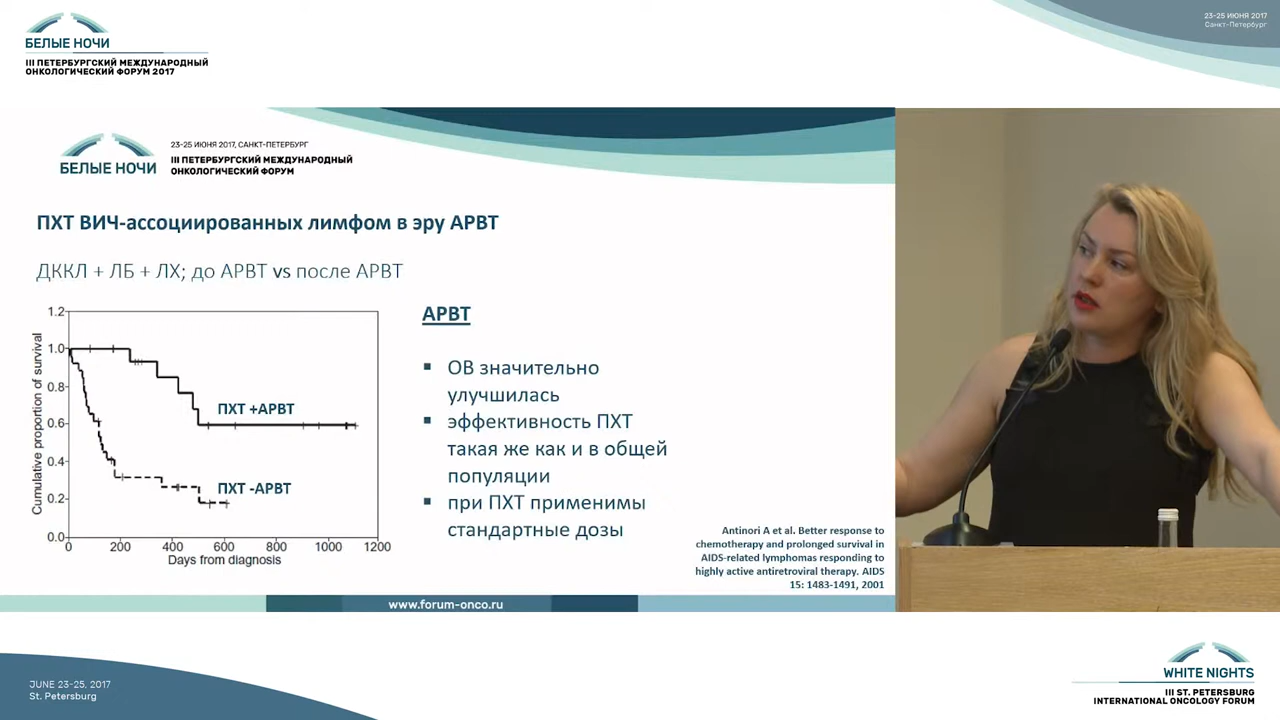 БЕЛЫЕ НОЧИ
III ПЕТЕРБУРГСКИЙ МЕЖДУНАРОДНЫЙ
ОНКОЛОГИЧЕСКИЙ ФОРУМ 2017
23-25 ИЮНЯ 2017
Санкт-Петербург
БЕЛЫЕ НОЧИ
23-25 ИЮНЯ 2017, САНКТ-ПЕТЕРБУРГ
III ПЕТЕРБУРГСКИЙ МЕЖДУНАРОДНЫЙ
ОНКОЛОГИЧЕСКИЙ ФОРУМ
ПХТ ВИЧ-ассоциированных лимфом в эру АРВТ
ДККЛ + ЛБ + ЛХ; до АРВТ vs после АРВТ
Cumulative proportion of survival
1.2
1.0
0.8
0.6
0.4
0.2
0.0
ПХТ +АРВТ
ПХТ -АРВТ
0 200 400 600 800 1000 1200
Days from diagnosis
АРВТ
▪ ОВ значительно
улучшилась
▪ эффективность ПХТ
такая же как и в общей
популяции
▪ при ПХТ применимы
стандартные дозы
Antinori A et al. Better response to
chemotherapy and prolonged survival in
AIDS-related lymphomas responding to
highly active antiretroviral therapy. AIDS
15: 1483-1491, 2001
www.forum-onco.ru
JUNE 23-25, 2017
St. Petersburg
WHITE NIGHTS
III ST. PETERSBURG
INTERNATIONAL ONCOLOGY FORUM